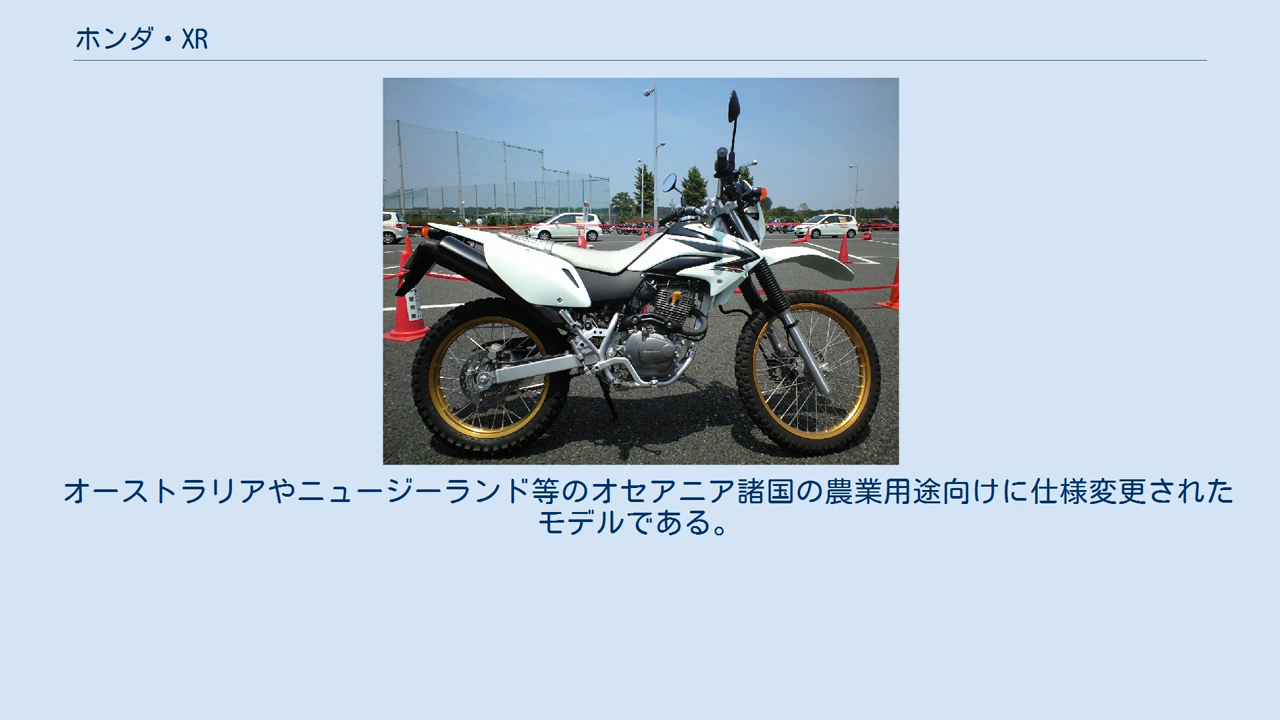 ホンダ・XR
オーストラリアやニュージーランド等のオセアニア諸国の農業用途向けに仕様変更された
モデルである。